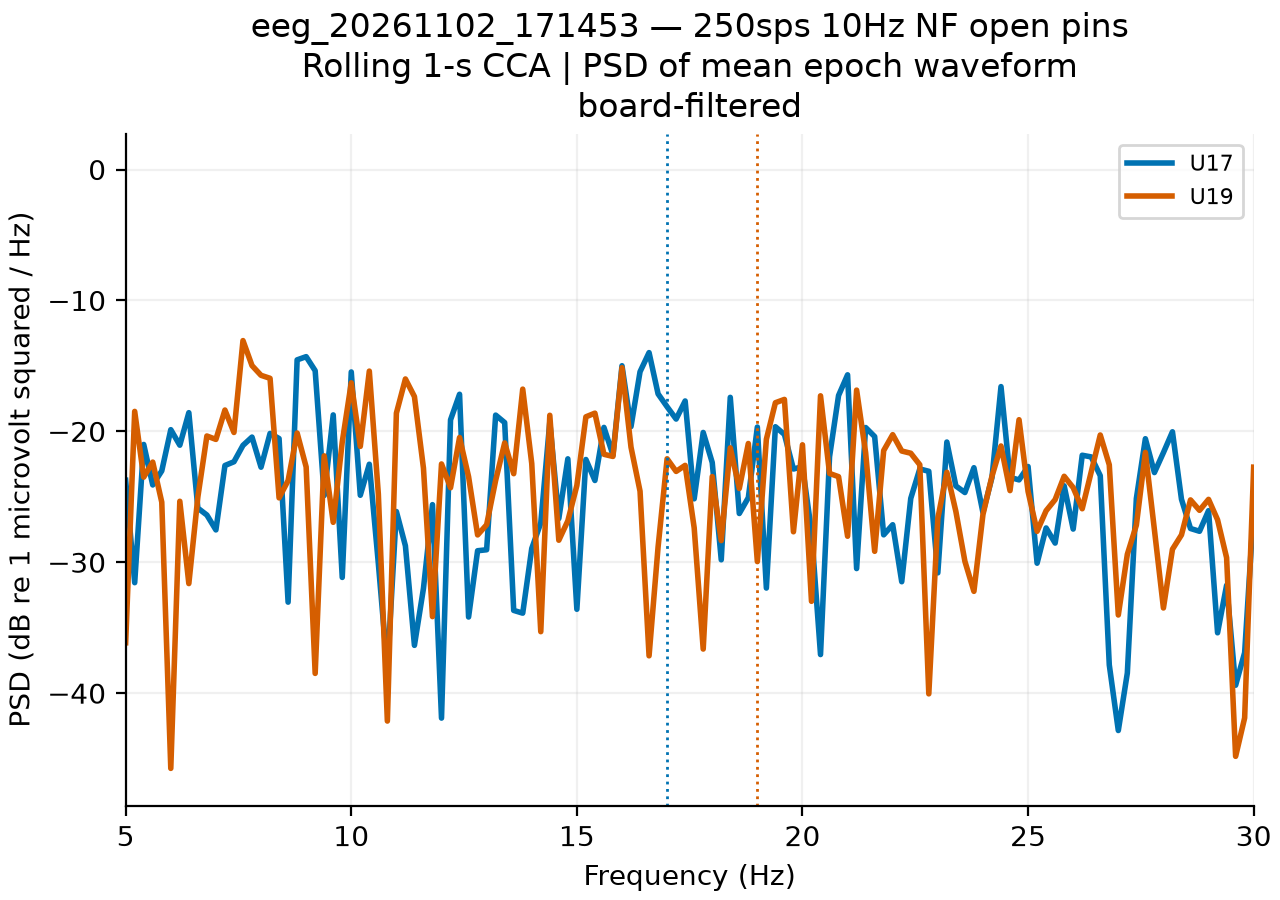 eeg_20261102_171453 — 250sps 10Hz NF open pins
Rolling 1-s CCA | PSD of mean epoch waveform
board-filtered
U17
U19
PSD (dB re 1 microvolt squared / Hz)
0
−10
−20
−30
−40
5
10
15
20
25
30
Frequency (Hz)